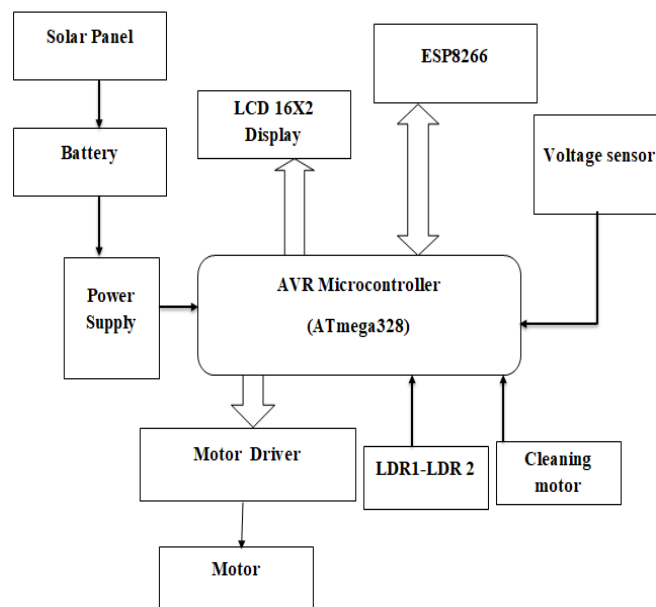 Solar Panel
ESP8266
LCD 16X2
Display
Battery
Voltage sensor
Power
Supply
AVR Microcontroller
(ATmega328)
Motor Driver
LDR1-LDR 2
Cleaning
motor
Motor